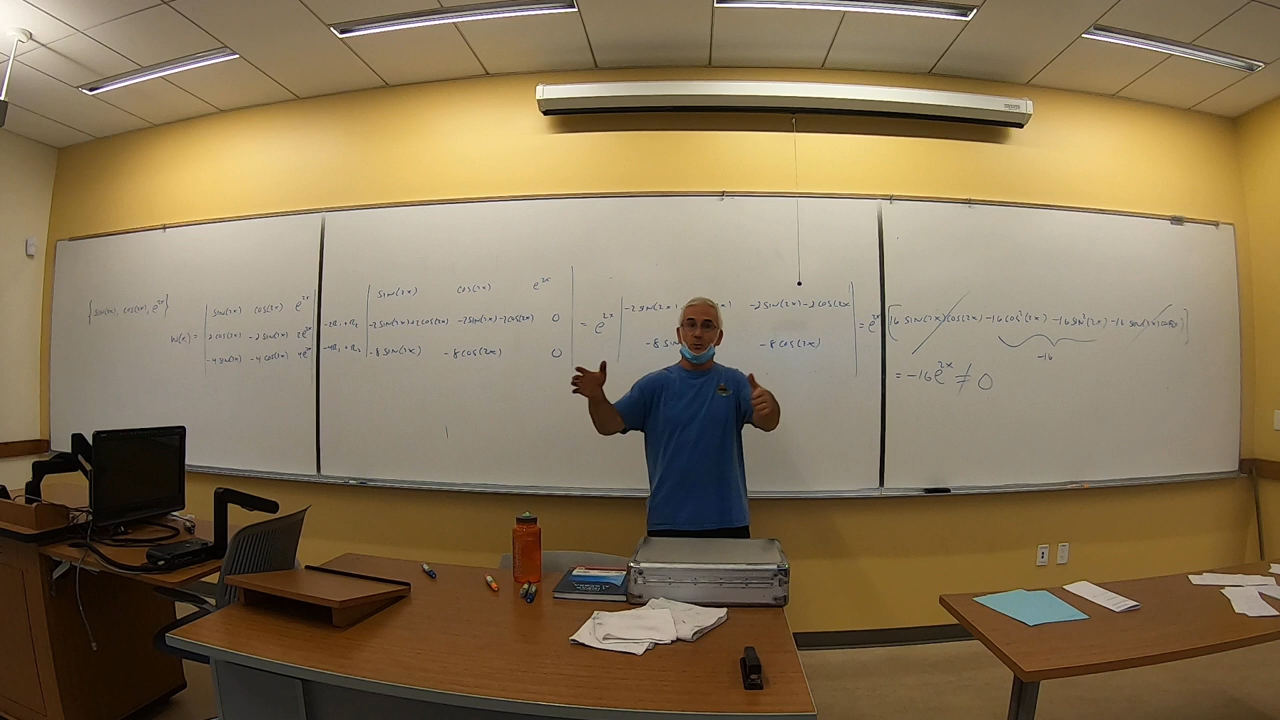 {sin(2x), cos(2x), e^2x}
W(x) = | sin(2x) cos(2x) e^2x |
| 2cos(2x) -2sin(2x) 2e^2x |
| -4sin(2x) -4cos(2x) 4e^2x |
| sin(2x) cos(2x) e^2x |
-2R1+R2 | -2sin(2x)+2cos(2x) -2sin(2x)-2cos(2x) 0 |
-4R1+R3 | -8sin(2x) -8cos(2x) 0 |
= e^2x | -2sin(2x) -2sin(2x)-2cos(2x |
| -8sin -8cos(2x) |
= e^2x [16 sin(2x)cos(2x) -16cos²(2x) -16sin²(2x) -16 sin(2x)cos(2x)]
-16
= -16e^2x ≠ 0